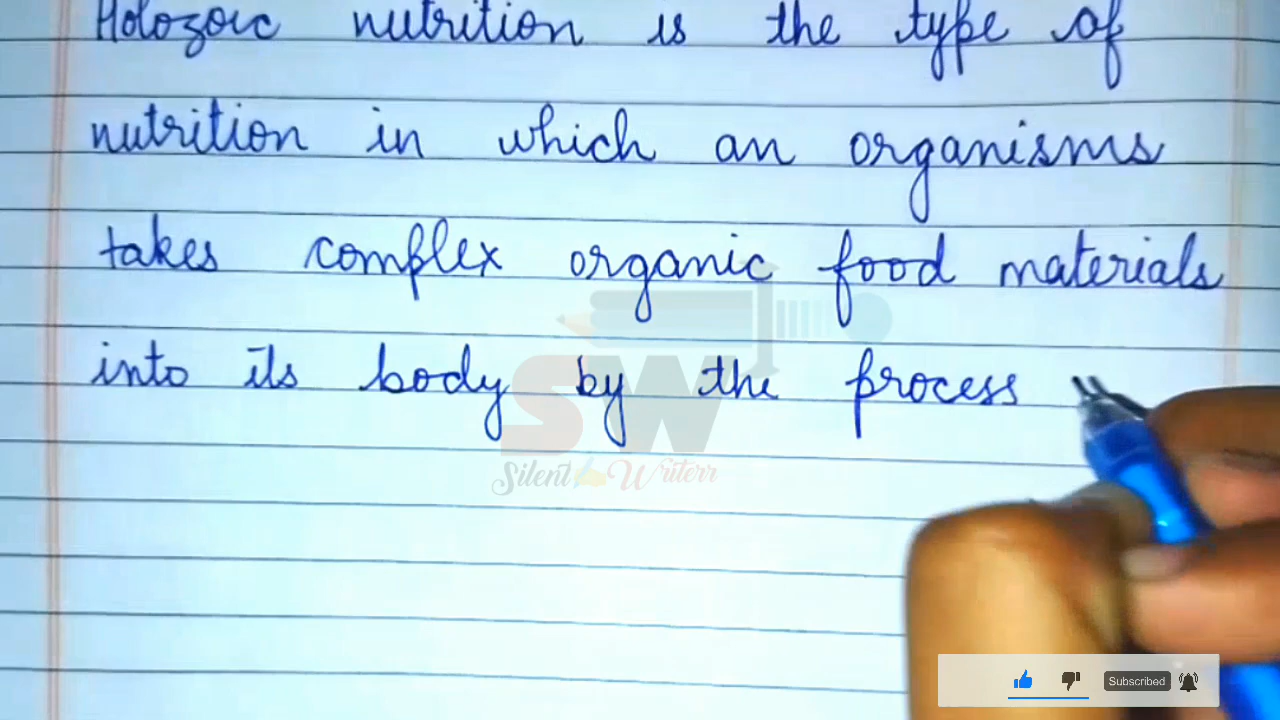 Holozoic nutrition is the type of
nutrition in which an organisms
takes complex organic food materials
into its body by the process
SW
Silent Writerr
Subscribed